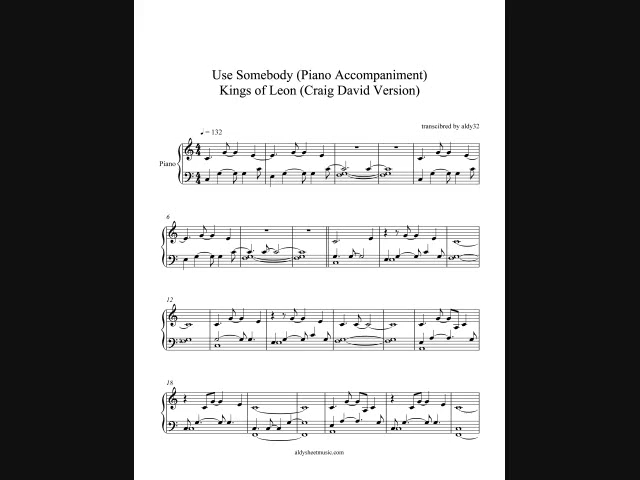 Use Somebody (Piano Accompaniment)
Kings of Leon (Craig David Version)
transcibred by aldy32
♩ = 132
Piano
6
12
18
aldysheetmusic.com